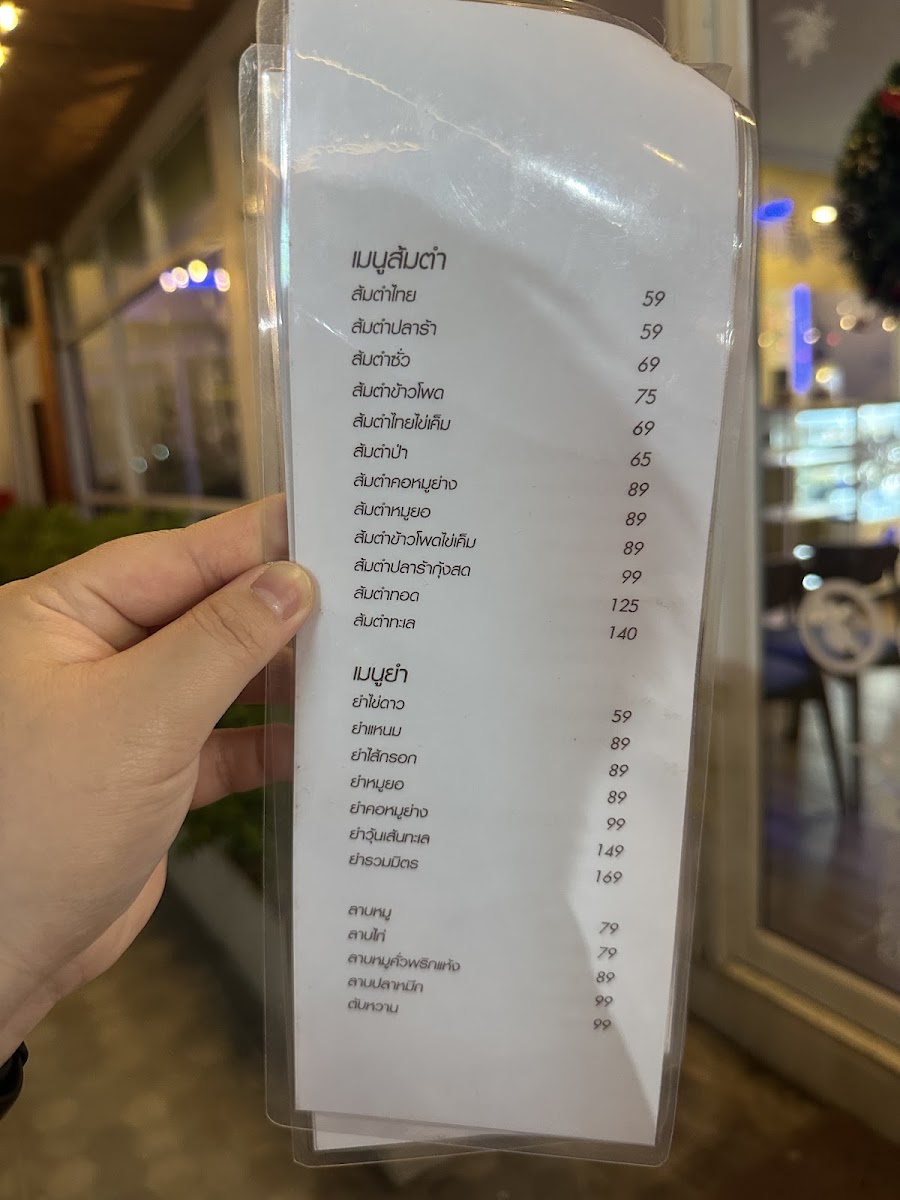 เมนูส้มตำ
ส้มตำไทย 59
ส้มตำปลาร้า 59
ส้มตำซั่ว 69
ส้มตำข้าวโพด 75
ส้มตำไทยไข่เค็ม 69
ส้มตำป่า 65
ส้มตำคอหมูย่าง 89
ส้มตำหมูยอ 89
ส้มตำข้าวโพดไข่เค็ม 89
ส้มตำปลาร้ากุ้งสด 99
ส้มตำทอด 125
ส้มตำทะเล 140
เมนูยำ
ยำไข่ดาว 59
ยำแหนม 89
ยำไส้กรอก 89
ยำหมูยอ 89
ยำคอหมูย่าง 99
ยำวุ้นเส้นทะเล 149
ยำรวมมิตร 169
ลาบหมู 79
ลาบไก่ 79
ลาบหมูคั่วพริกแห้ง 89
ลาบปลาหมึก 99
ตับหวาน 99